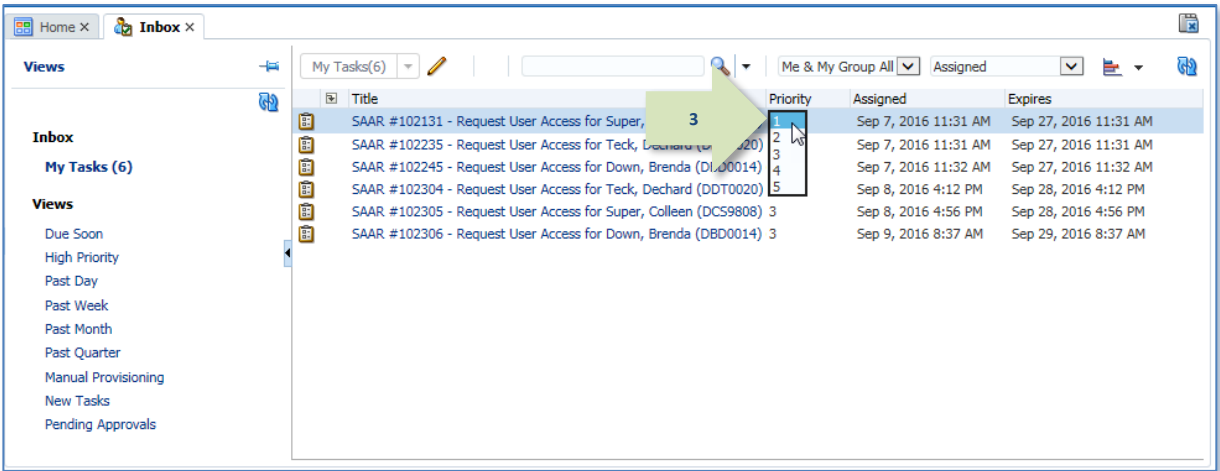 Home ×
Inbox ×
Views
My Tasks(6)
Me & My Group All
Assigned
Title Priority Assigned Expires
SAAR #102131 - Request User Access for Super, 3 1 Sep 7, 2016 11:31 AM Sep 27, 2016 11:31 AM
SAAR #102235 - Request User Access for Teck, 2 Sep 7, 2016 11:31 AM Sep 27, 2016 11:31 AM
3
SAAR #102245 - Request User Access for Down, Brenda 4 Sep 7, 2016 11:32 AM Sep 27, 2016 11:32 AM
SAAR #102304 - Request User Access for Teck, Dechard (DDT0020) 5 Sep 8, 2016 4:12 PM Sep 28, 2016 4:12 PM
SAAR #102305 - Request User Access for Super, Colleen (DCS9808) 3 Sep 8, 2016 4:56 PM Sep 28, 2016 4:56 PM
SAAR #102306 - Request User Access for Down, Brenda (DBD0014) 3 Sep 9, 2016 8:37 AM Sep 29, 2016 8:37 AM
Inbox
My Tasks (6)
Views
Due Soon
High Priority
Past Day
Past Week
Past Month
Past Quarter
Manual Provisioning
New Tasks
Pending Approvals